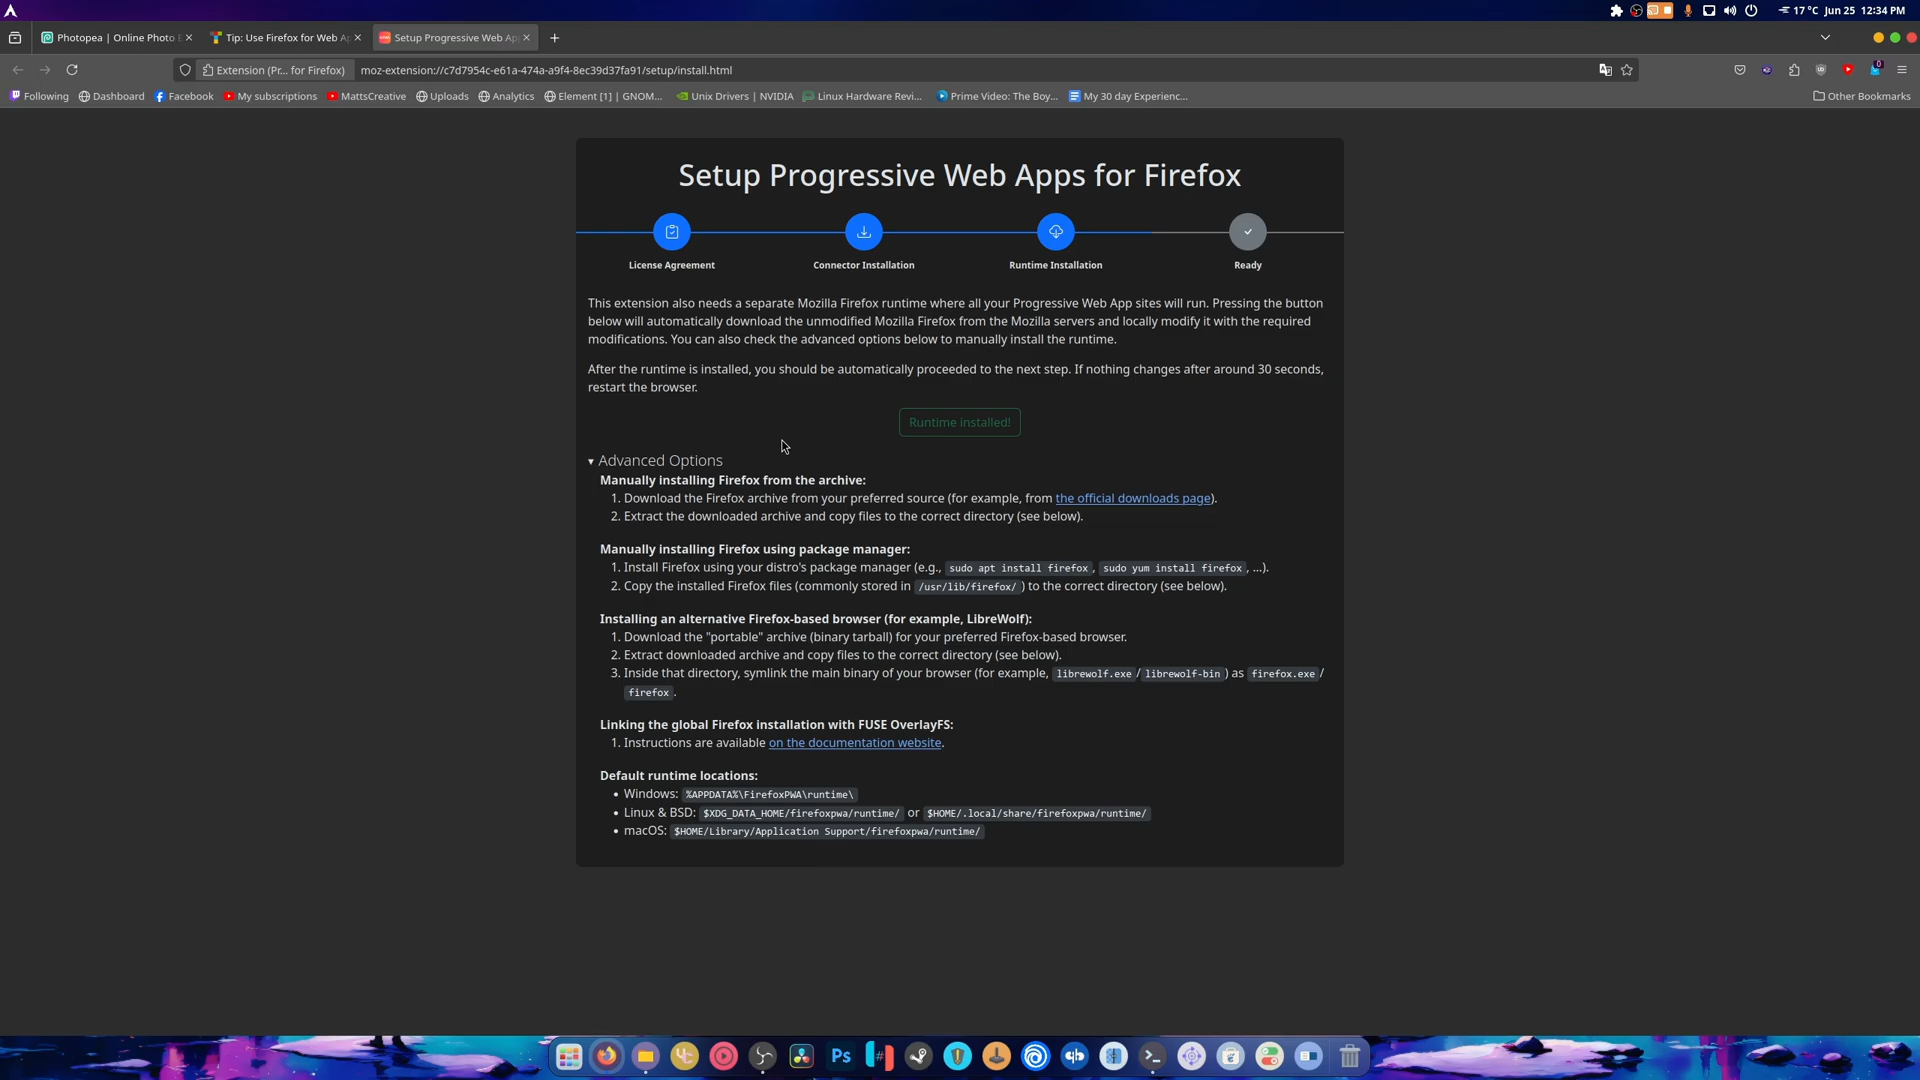 17 °C Jun 25 12:34 PM
Photopea | Online Photo E
Tip: Use Firefox for Web Ap
Setup Progressive Web Ap
Extension (Pr... for Firefox)
moz-extension://c7d7954c-e61a-474a-a9f4-8ec39d37fa91/setup/install.html
0
Following
Dashboard
Facebook
My subscriptions
MattsCreative
Uploads
Analytics
Element [1] | GNOM...
Unix Drivers | NVIDIA
Linux Hardware Revi...
Prime Video: The Boy...
My 30 day Experienc...
Other Bookmarks
Setup Progressive Web Apps for Firefox
License Agreement
Connector Installation
Runtime Installation
Ready
This extension also needs a separate Mozilla Firefox runtime where all your Progressive Web App sites will run. Pressing the button
below will automatically download the unmodified Mozilla Firefox from the Mozilla servers and locally modify it with the required
modifications. You can also check the advanced options below to manually install the runtime.
After the runtime is installed, you should be automatically proceeded to the next step. If nothing changes after around 30 seconds,
restart the browser.
Runtime installed!
▾ Advanced Options
Manually installing Firefox from the archive:
1. Download the Firefox archive from your preferred source (for example, from the official downloads page).
2. Extract the downloaded archive and copy files to the correct directory (see below).
Manually installing Firefox using package manager:
1. Install Firefox using your distro's package manager (e.g., sudo apt install firefox, sudo yum install firefox, ...).
2. Copy the installed Firefox files (commonly stored in /usr/lib/firefox/) to the correct directory (see below).
Installing an alternative Firefox-based browser (for example, LibreWolf):
1. Download the "portable" archive (binary tarball) for your preferred Firefox-based browser.
2. Extract downloaded archive and copy files to the correct directory (see below).
3. Inside that directory, symlink the main binary of your browser (for example, librewolf.exe/librewolf-bin) as firefox.exe/
firefox.
Linking the global Firefox installation with FUSE OverlayFS:
1. Instructions are available on the documentation website.
Default runtime locations:
• Windows: %APPDATA%\FirefoxPWA\runtime\
• Linux & BSD: $XDG_DATA_HOME/firefoxpwa/runtime/ or $HOME/.local/share/firefoxpwa/runtime/
• macOS: $HOME/Library/Application Support/firefoxpwa/runtime/
Ps
qb